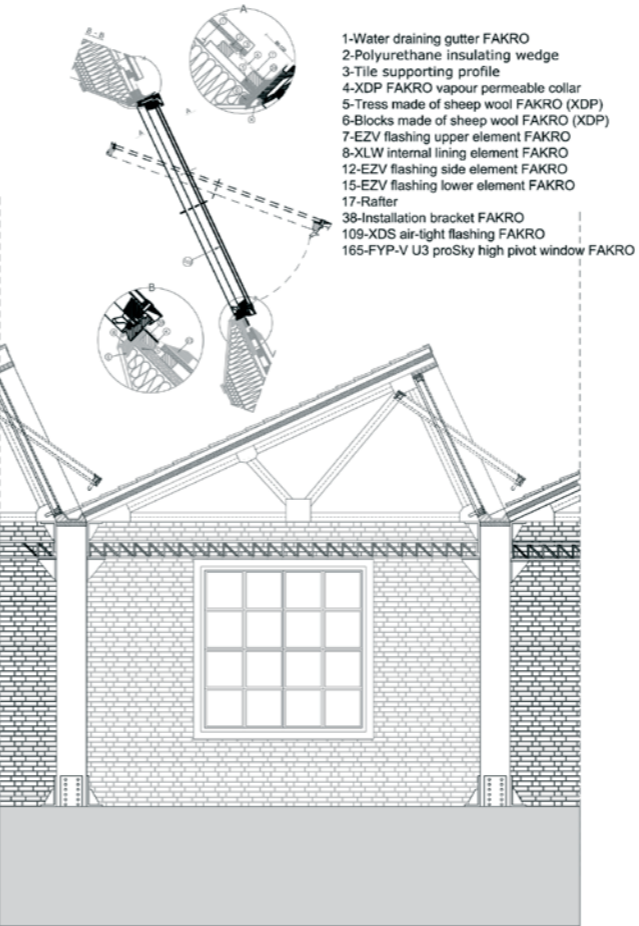 B - B
A
1-Water draining gutter FAKRO
2-Polyurethane insulating wedge
3-Tile supporting profile
4-XDP FAKRO vapour permeable collar
5-Tress made of sheep wool FAKRO (XDP)
6-Blocks made of sheep wool FAKRO (XDP)
7-EZV flashing upper element FAKRO
8-XLW internal lining element FAKRO
12-EZV flashing side element FAKRO
15-EZV flashing lower element FAKRO
17-Rafter
38-Installation bracket FAKRO
109-XDS air-tight flashing FAKRO
165-FYP-V U3 proSky high pivot window FAKRO
B